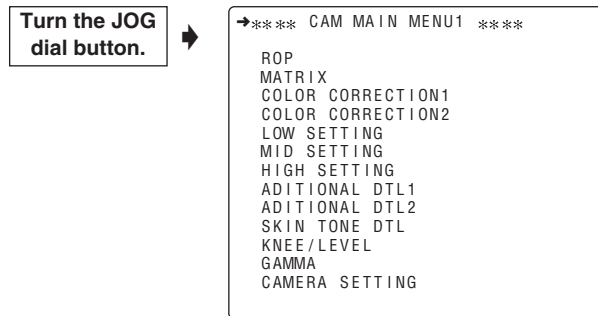 Turn the JOG
dial button.
➔**** CAM MAIN MENU1 ****
ROP
MATRIX
COLOR CORRECTION1
COLOR CORRECTION2
LOW SETTING
MID SETTING
HIGH SETTING
ADITIONAL DTL1
ADITIONAL DTL2
SKIN TONE DTL
KNEE/LEVEL
GAMMA
CAMERA SETTING